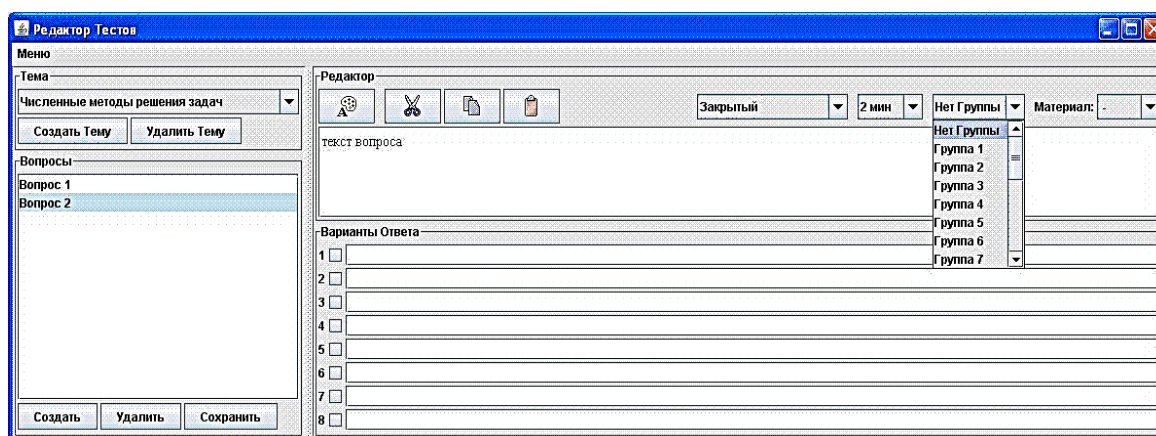 Редактор Тестов
Меню
Тема
Численные методы решения задач
Создать Тему Удалить Тему
Вопросы
Вопрос 1
Вопрос 2
Создать Удалить Сохранить
Редактор
A
Закрытый 2 мин Нет Группы Материал: -
Нет Группы
Группа 1
Группа 2
Группа 3
Группа 4
Группа 5
Группа 6
Группа 7
текст вопроса
Варианты Ответа
1
2
3
4
5
6
7
8